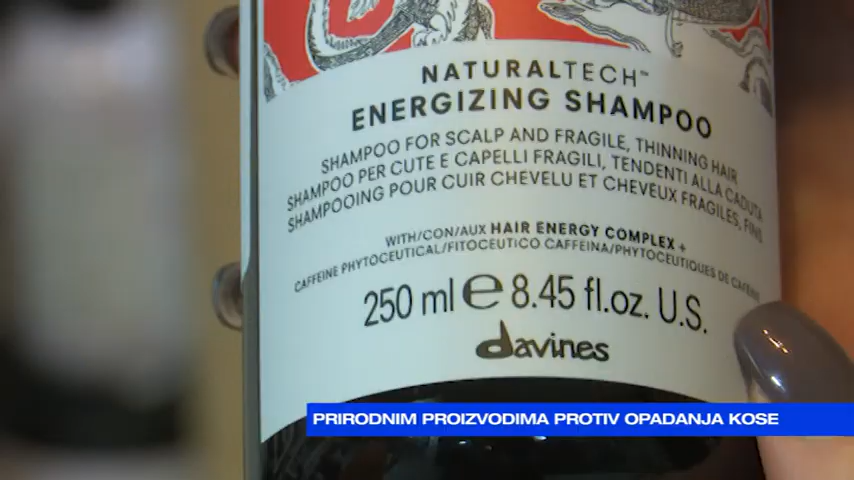 NATURALTECH™
ENERGIZING SHAMPOO
SHAMPOO FOR SCALP AND FRAGILE, THINNING HAIR
SHAMPOO PER CUTE E CAPELLI FRAGILI, TENDENTI ALLA CADUTA
SHAMPOOING POUR CUIR CHEVELU ET CHEVEUX FRAGILES, FINS
WITH/CON/AUX HAIR ENERGY COMPLEX +
CAFFEINE PHYTOCEUTICAL/FITOCEUTICO CAFFEINA/PHYTOCEUTIQUES DE CAFÉINE
250 ml e 8.45 fl.oz. U.S.
davines
PRIRODNIM PROIZVODIMA PROTIV OPADANJA KOSE